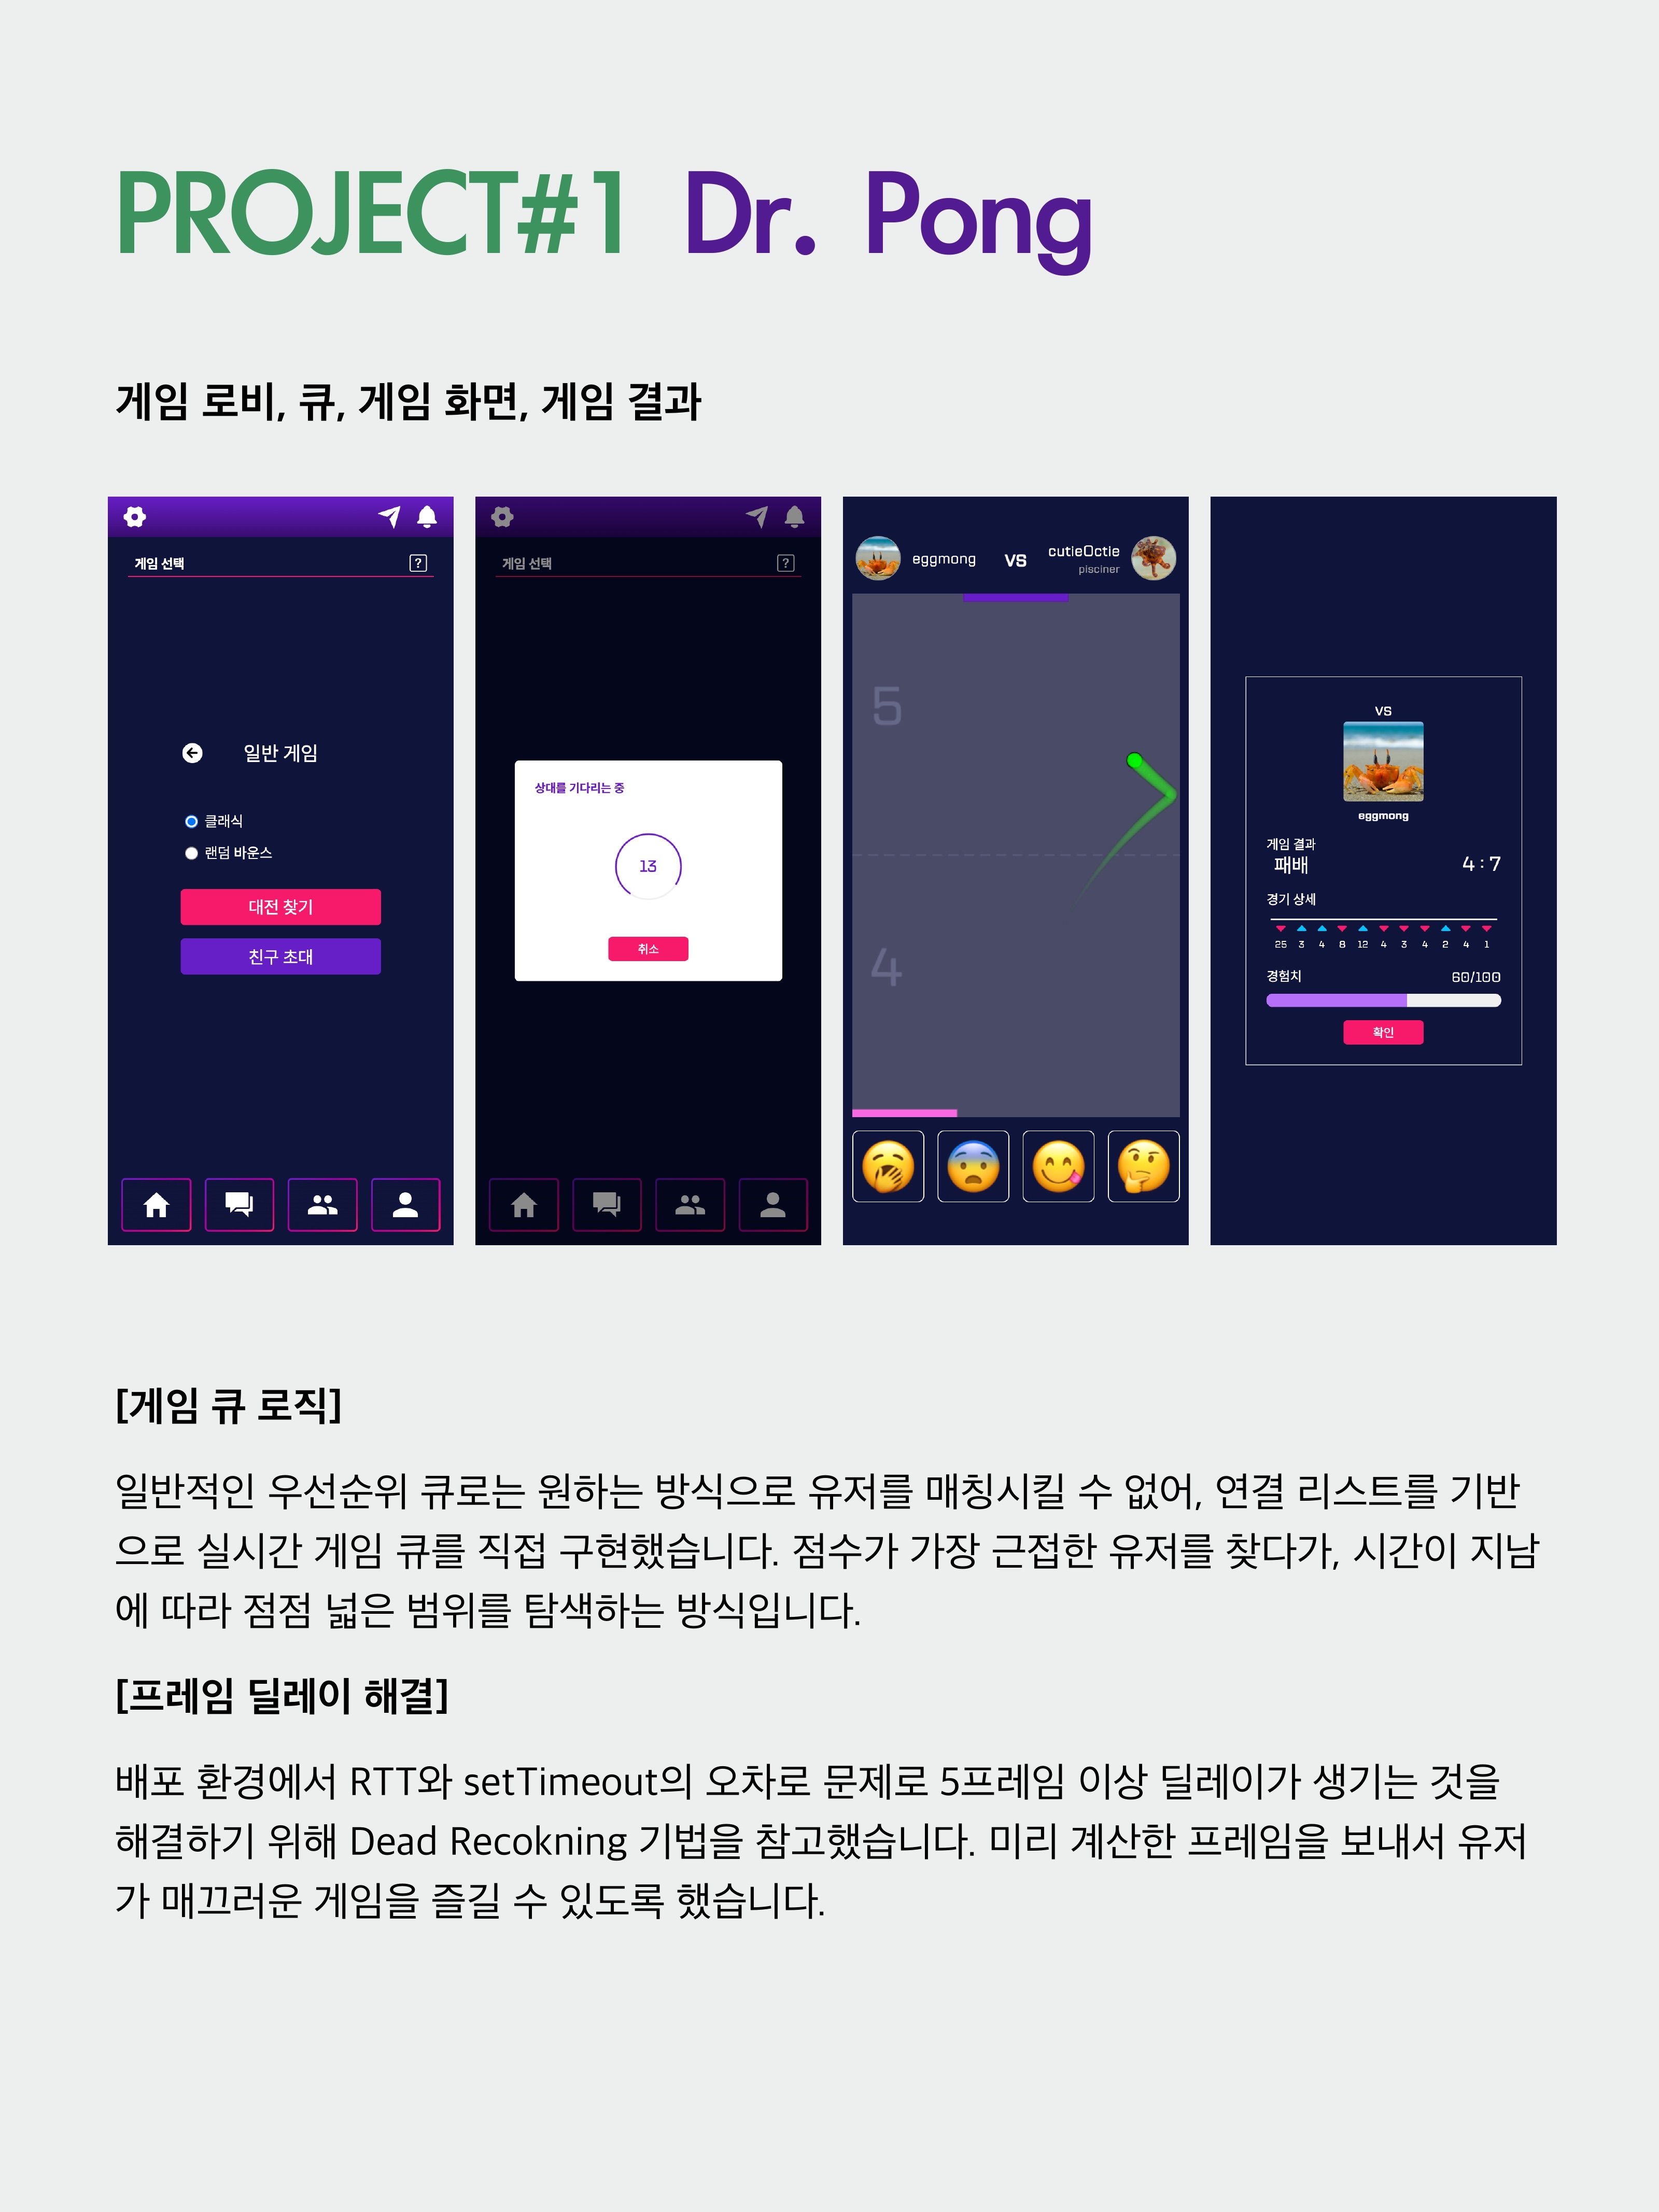 PROJECT#1 Dr. Pong
게임 로비, 큐, 게임 화면, 게임 결과
게임 선택
?
일반 게임
클래식
랜덤 바운스
대전 찾기
친구 초대
게임 선택
?
상대를 기다리는 중
13
취소
eggmong VS cutieOctie
pisciner
5
4
VS
eggmong
게임 결과
패배 4 : 7
경기 상세
25 3 4 8 12 4 3 4 2 4 1
경험치 60/100
확인
[게임 큐 로직]
일반적인 우선순위 큐로는 원하는 방식으로 유저를 매칭시킬 수 없어, 연결 리스트를 기반
으로 실시간 게임 큐를 직접 구현했습니다. 점수가 가장 근접한 유저를 찾다가, 시간이 지남
에 따라 점점 넓은 범위를 탐색하는 방식입니다.
[프레임 딜레이 해결]
배포 환경에서 RTT와 setTimeout의 오차로 문제로 5프레임 이상 딜레이가 생기는 것을
해결하기 위해 Dead Recokning 기법을 참고했습니다. 미리 계산한 프레임을 보내서 유저
가 매끄러운 게임을 즐길 수 있도록 했습니다.